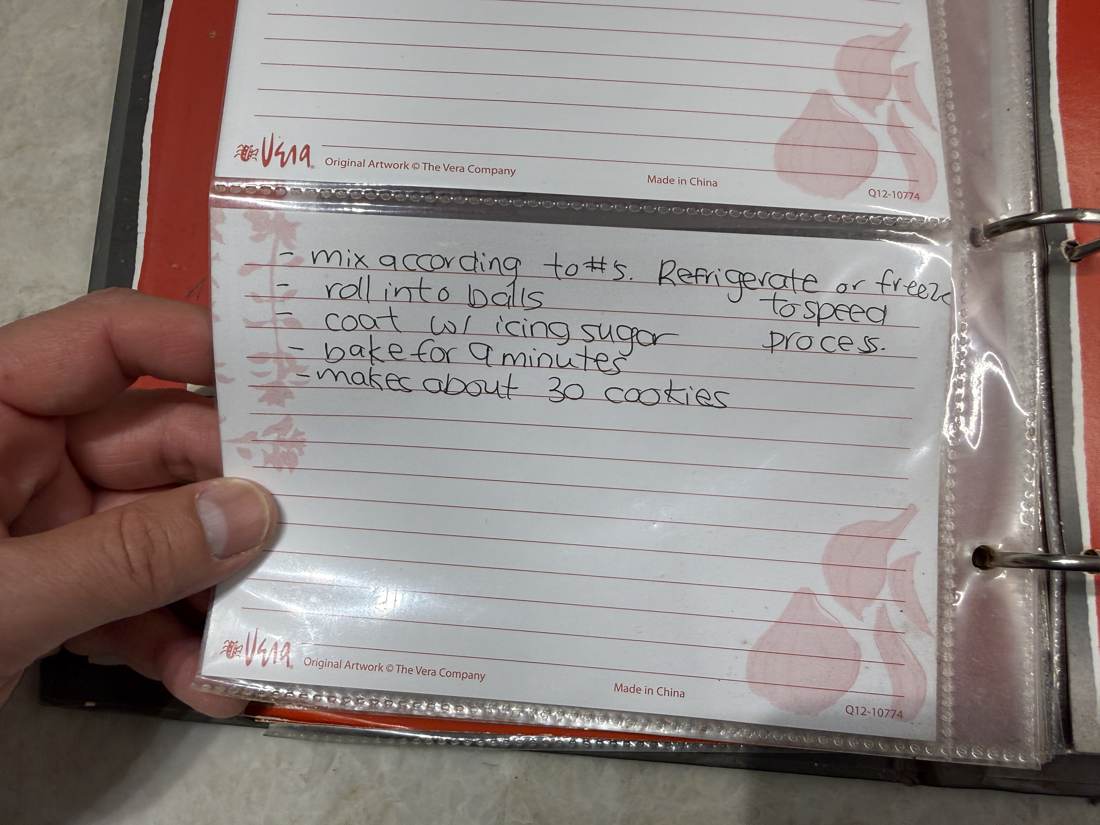 Vera
Original Artwork © The Vera Company
Made in China
Q12-10774
- mix according to #'s. Refrigerate or freeze
to speed
process.
- roll into balls
- coat w/ icing sugar
- bake for 9 minutes
- makes about 30 cookies
Vera
Original Artwork © The Vera Company
Made in China
Q12-10774